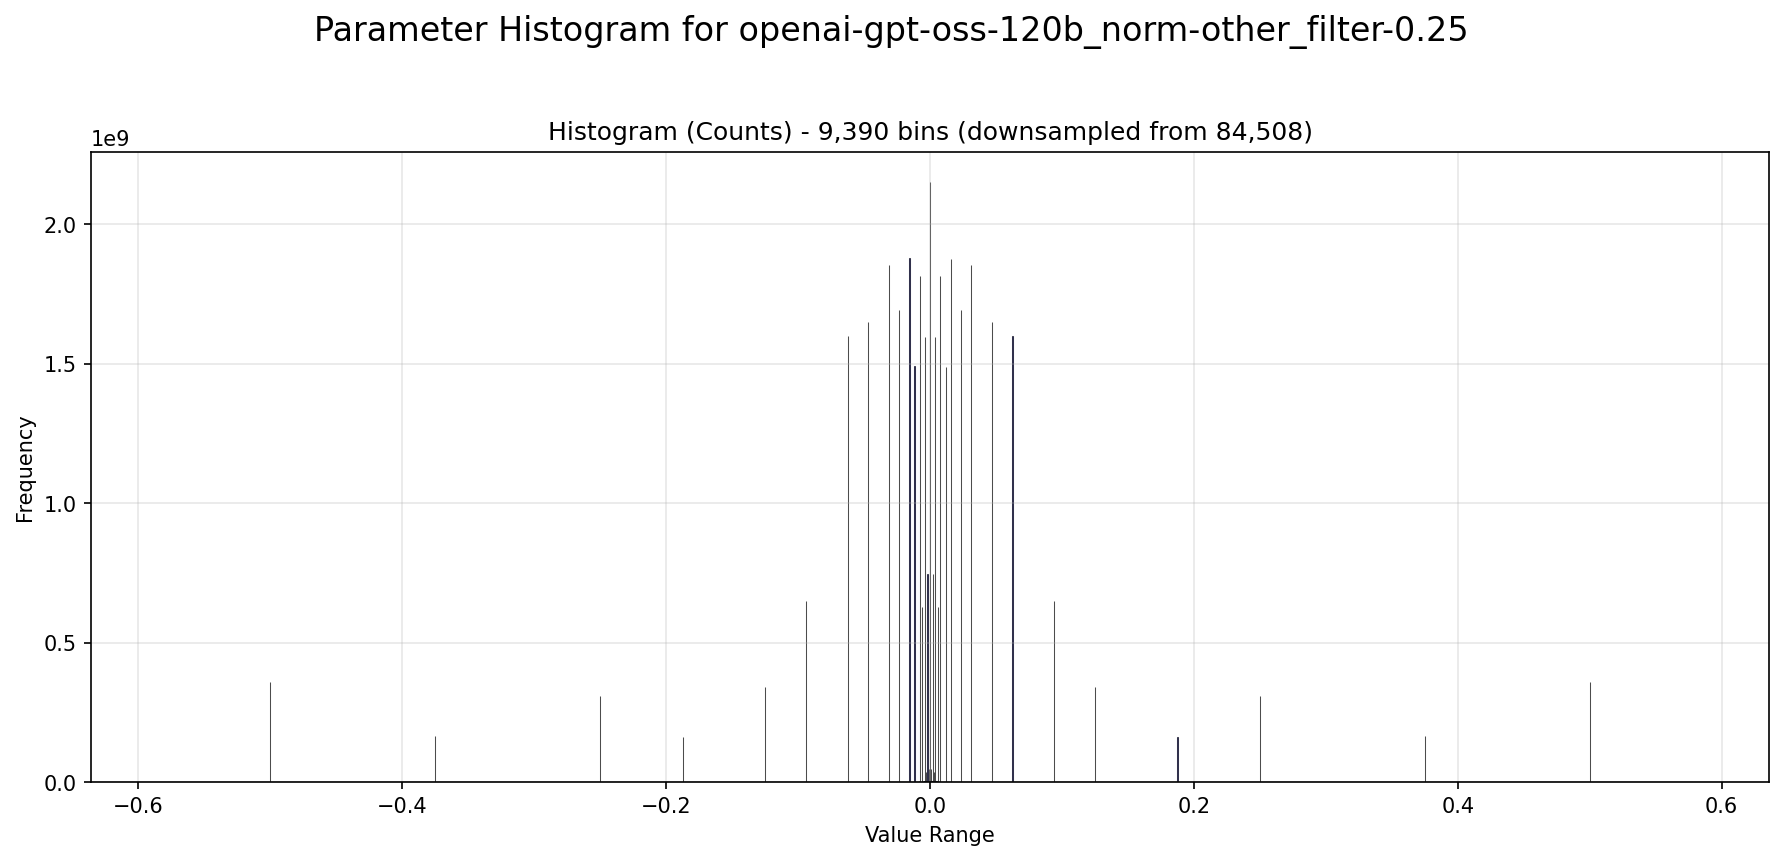 Parameter Histogram for openai-gpt-oss-120b_norm-other_filter-0.25
Histogram (Counts) - 9,390 bins (downsampled from 84,508)
1e9
2.0
1.5
1.0
0.5
0.0
Frequency
−0.6 −0.4 −0.2 0.0 0.2 0.4 0.6
Value Range